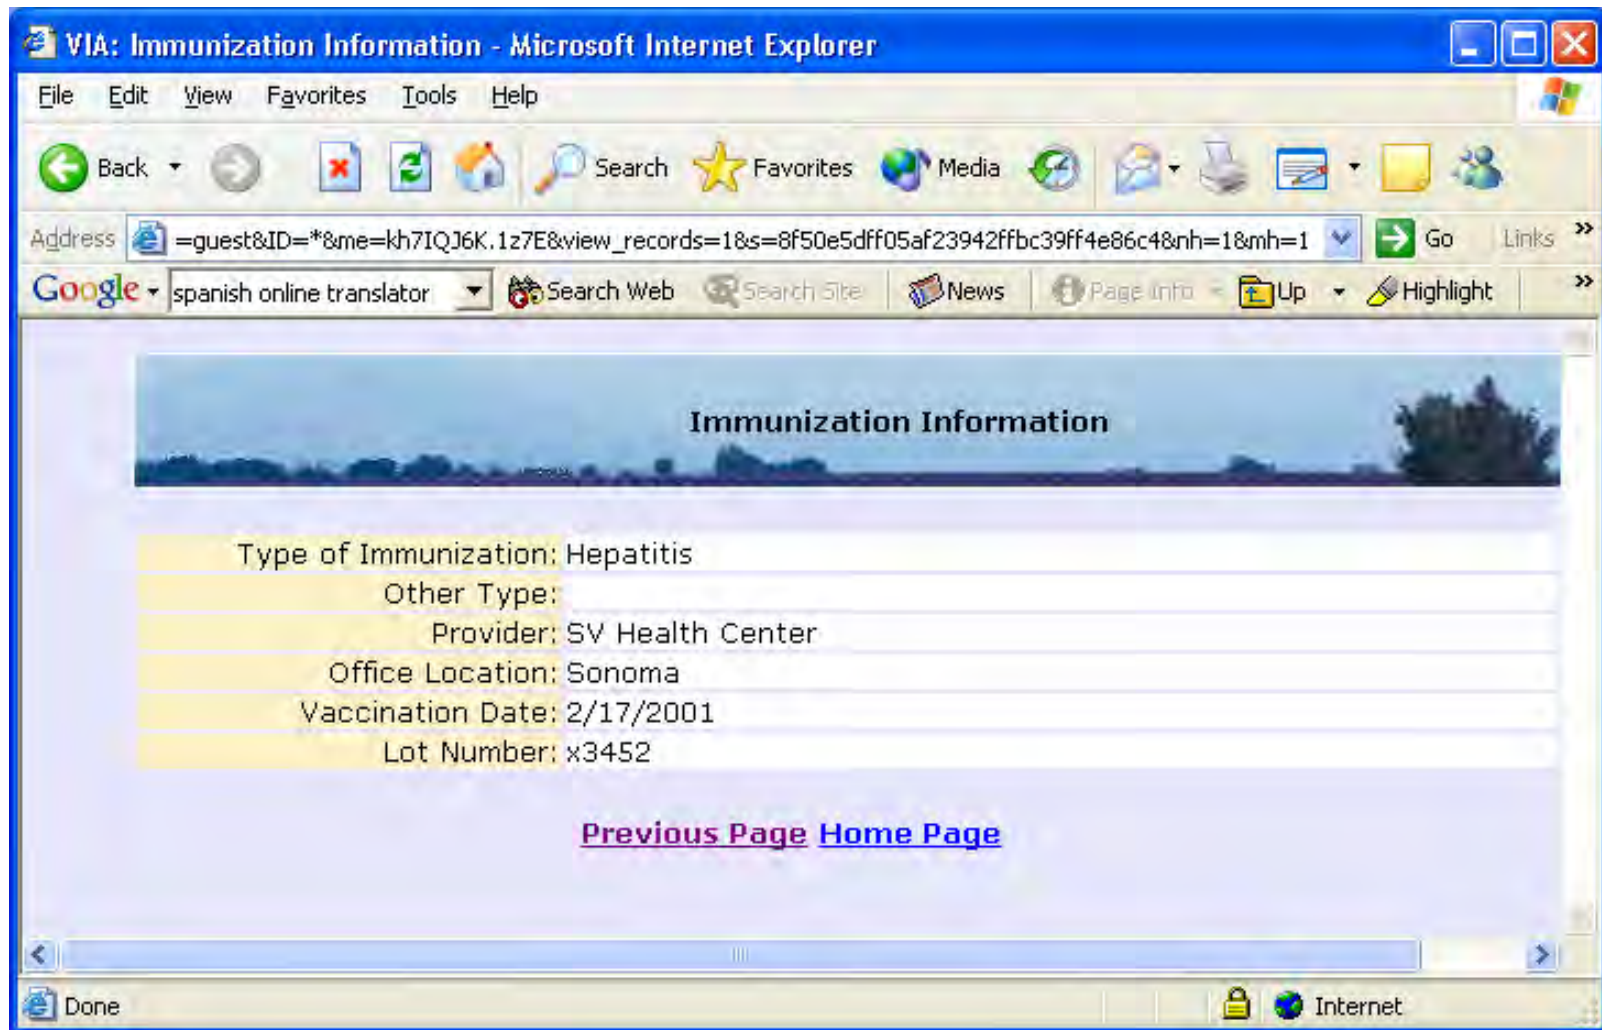 VIA: Immunization Information - Microsoft Internet Explorer
File Edit View Favorites Tools Help
Back Search Favorites Media
Address =guest&ID=*&me=kh7IQJ6K.1z7E&view_records=1&s=8f50e5dff05af23942ffbc39ff4e86c4&nh=1&mh=1 Go Links »
Google spanish online translator Search Web Search Site News Page Info Up Highlight »
Immunization Information
Type of Immunization: Hepatitis
Other Type:
Provider: SV Health Center
Office Location: Sonoma
Vaccination Date: 2/17/2001
Lot Number: x3452
Previous Page Home Page
Done Internet